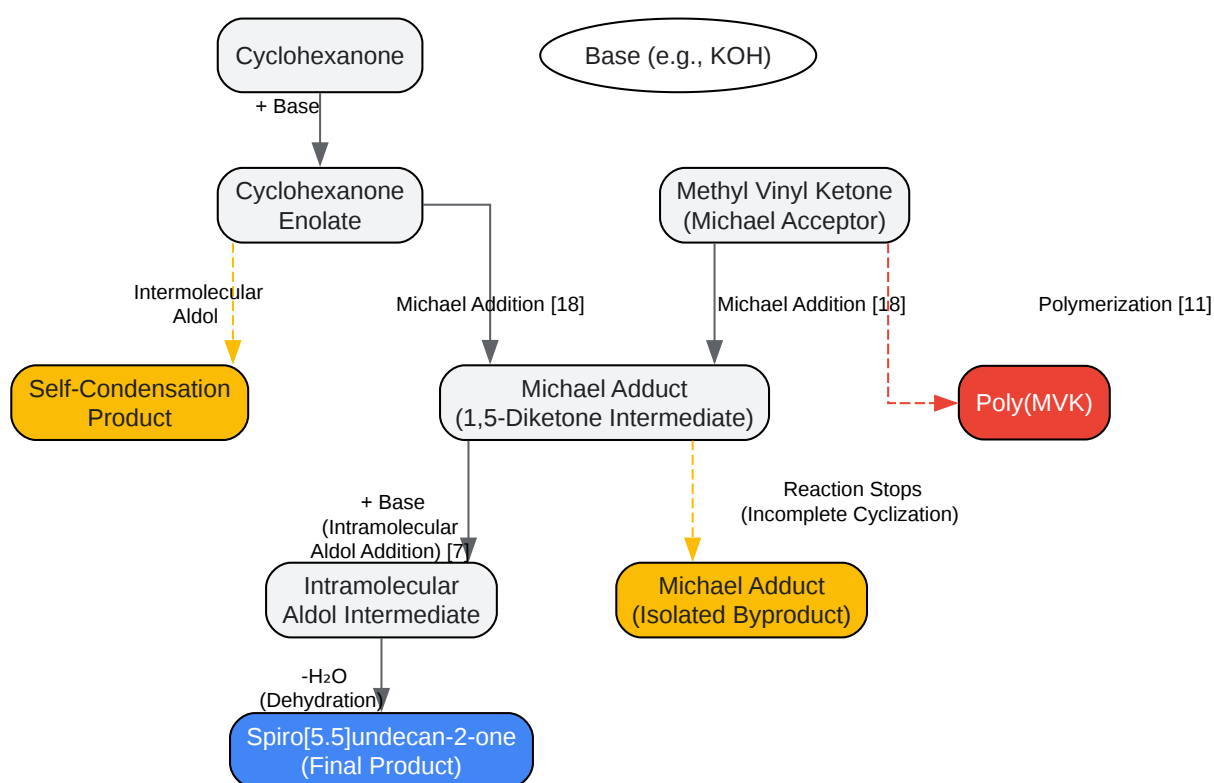 Cyclohexanone
Base (e.g., KOH)
+ Base
Cyclohexanone
Enolate
Methyl Vinyl Ketone
(Michael Acceptor)
Intermolecular
Aldol
Michael Addition [18]
Michael Addition [18]
Polymerization [11]
Self-Condensation
Product
Michael Adduct
(1,5-Diketone Intermediate)
Poly(MVK)
+ Base
(Intramolecular
Aldol Addition) [7]
Reaction Stops
(Incomplete Cyclization)
Intramolecular
Aldol Intermediate
Michael Adduct
(Isolated Byproduct)
-H₂O
(Dehydration)
Spiro[5.5]undecan-2-one
(Final Product)